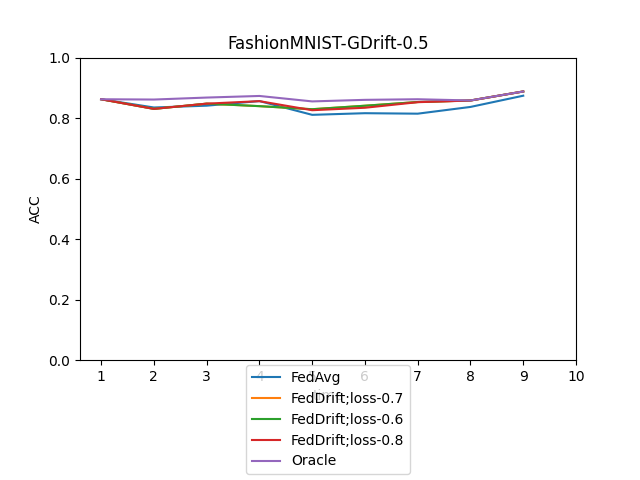 FashionMNIST-GDrift-0.5
1.0
0.8
0.6
0.4
0.2
0.0
ACC
1 2 3 4 5 6 7 8 9 10
FedAvg
FedDrift;loss-0.7
FedDrift;loss-0.6
FedDrift;loss-0.8
Oracle